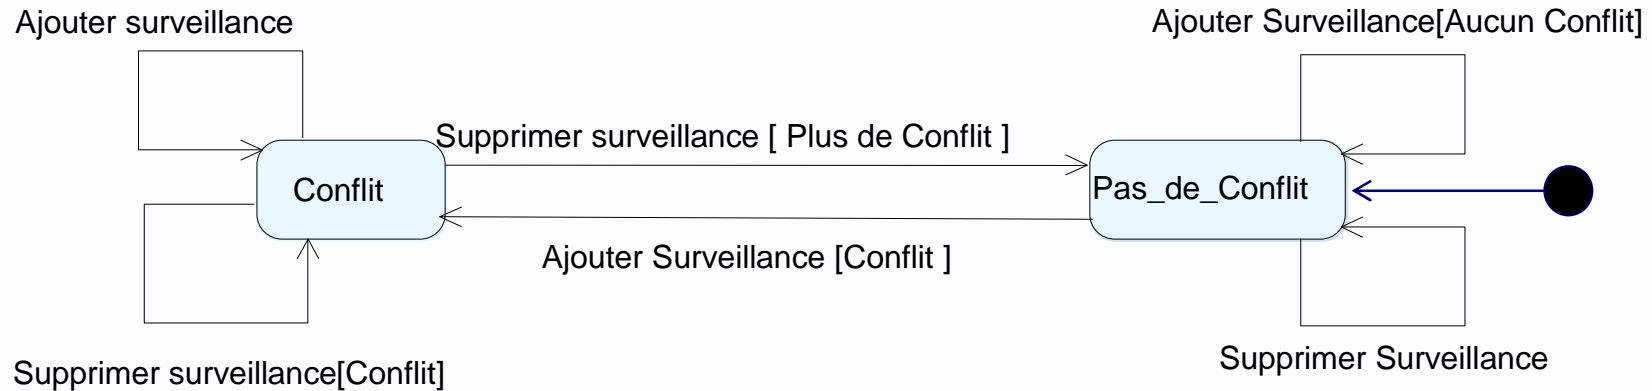 Ajouter surveillance
Ajouter Surveillance[Aucun Conflit]
Supprimer surveillance [ Plus de Conflit ]
Conflit
Pas_de_Conflit
Ajouter Surveillance [Conflit ]
Supprimer surveillance[Conflit]
Supprimer Surveillance